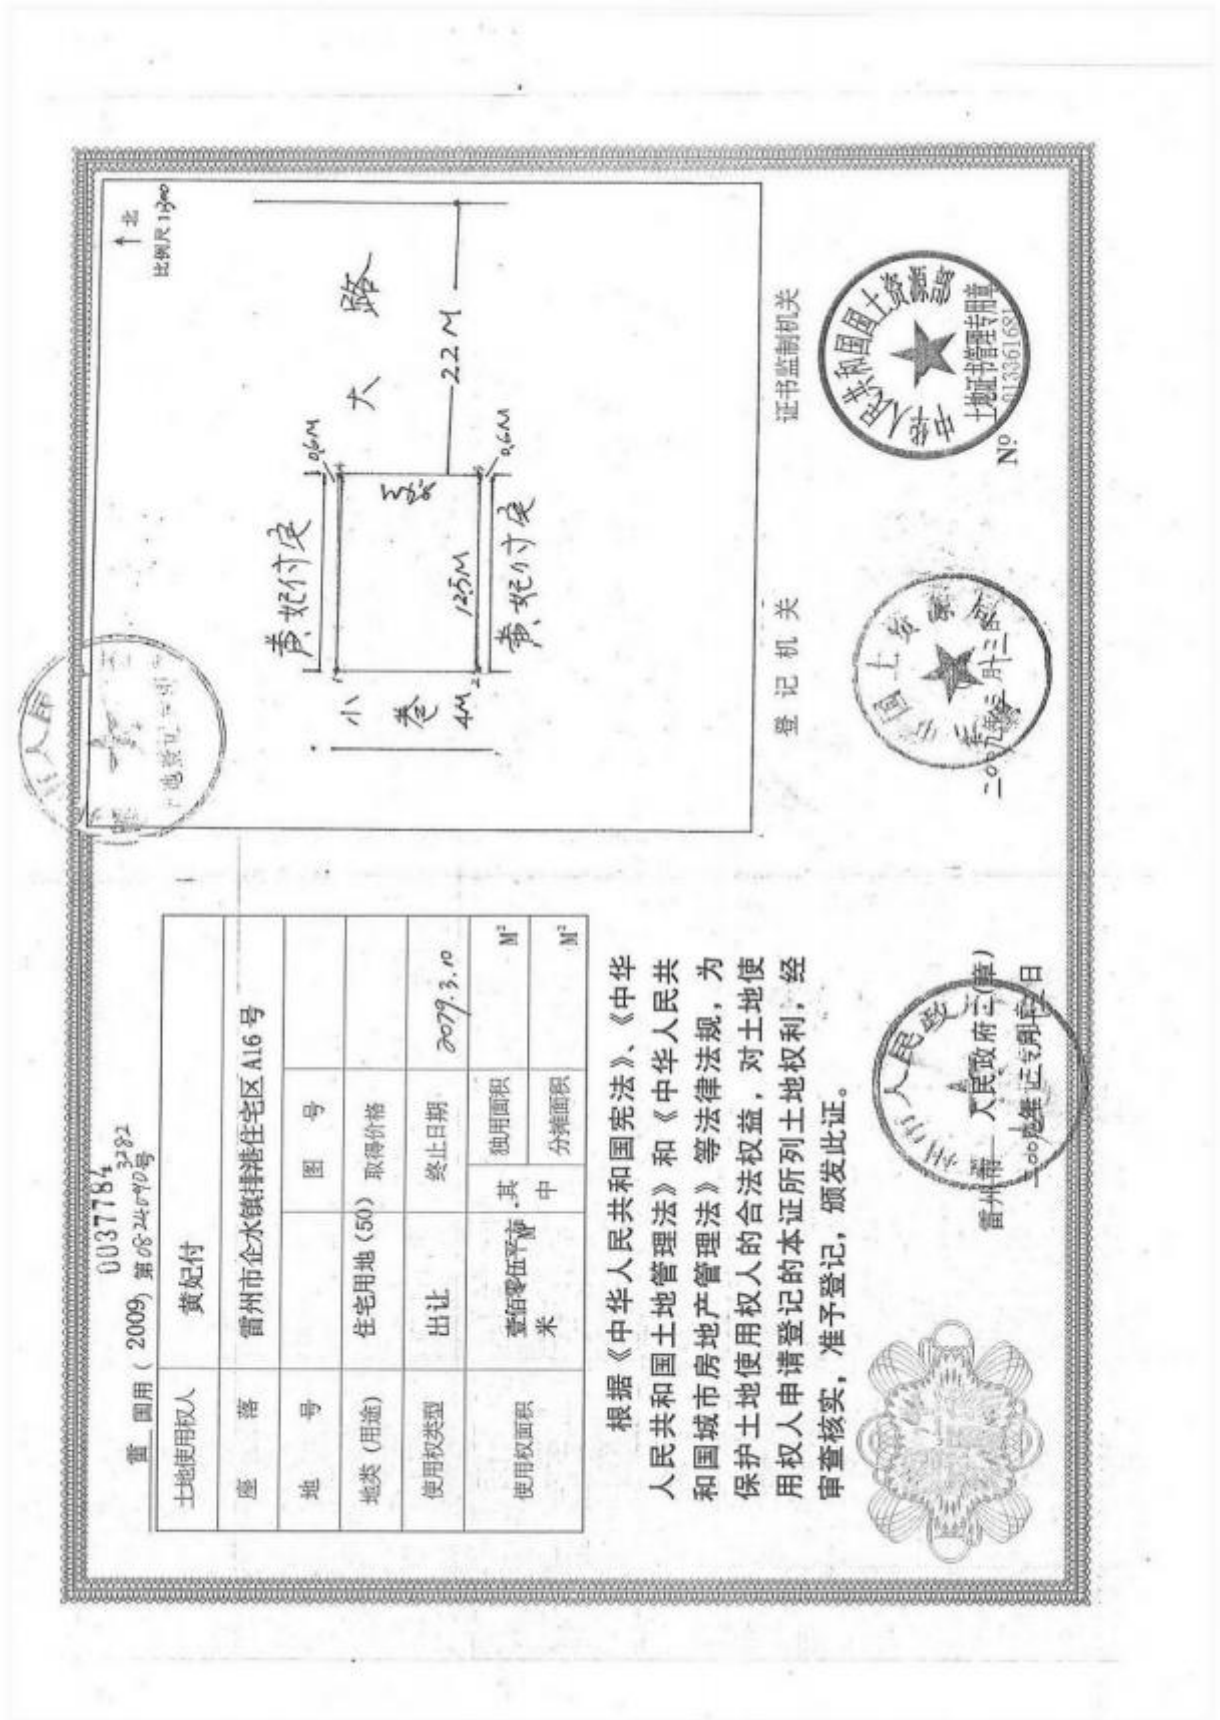 0037784
3282
雷 国用（2009）第0824090号
土地使用权人 黄妃付
座 落 雷州市企水镇排港住宅区A16号
地 号 图 号
地类（用途） 住宅用地（50） 取得价格
使用权类型 出让 终止日期 2079.3.10
使用权面积 壹佰零伍平方米 M² 其中 独用面积 M²
分摊面积 M²
根据《中华人民共和国宪法》、《中华
人民共和国土地管理法》和《中华人民共
和国城市房地产管理法》等法律法规，为
保护土地使用权人的合法权益，对土地使
用权人申请登记的本证所列土地权利，经
审查核实，准予登记，颁发此证。
雷州市 人民政府（章）
北
比例尺 1:300
黄妃付宅
0.6M
大路
22M
小巷
4M
12.5M
0.6M
黄妃付宅
登记机关
证书监制机关
中华人民共和国国土资源部
土地证书管理专用章
Nº 013361681